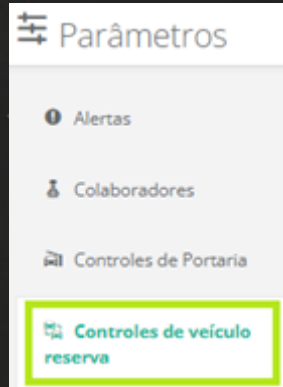 Parâmetros
Alertas
Colaboradores
Controles de Portaria
Controles de veículo
reserva